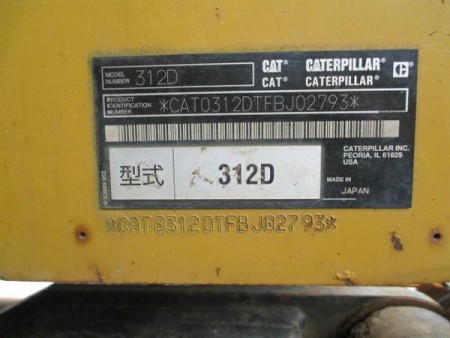 MODEL NUMBER 312D
CAT CATERPILLAR C
CAT CATERPILLAR
PRODUCT IDENTIFICATION NUMBER *CAT0312DTFBJ02793*
CATERPILLAR INC.
PEORIA, IL 61629
USA
型式 312D
MADE IN
JAPAN
*CAT0312DTFBJ02793*